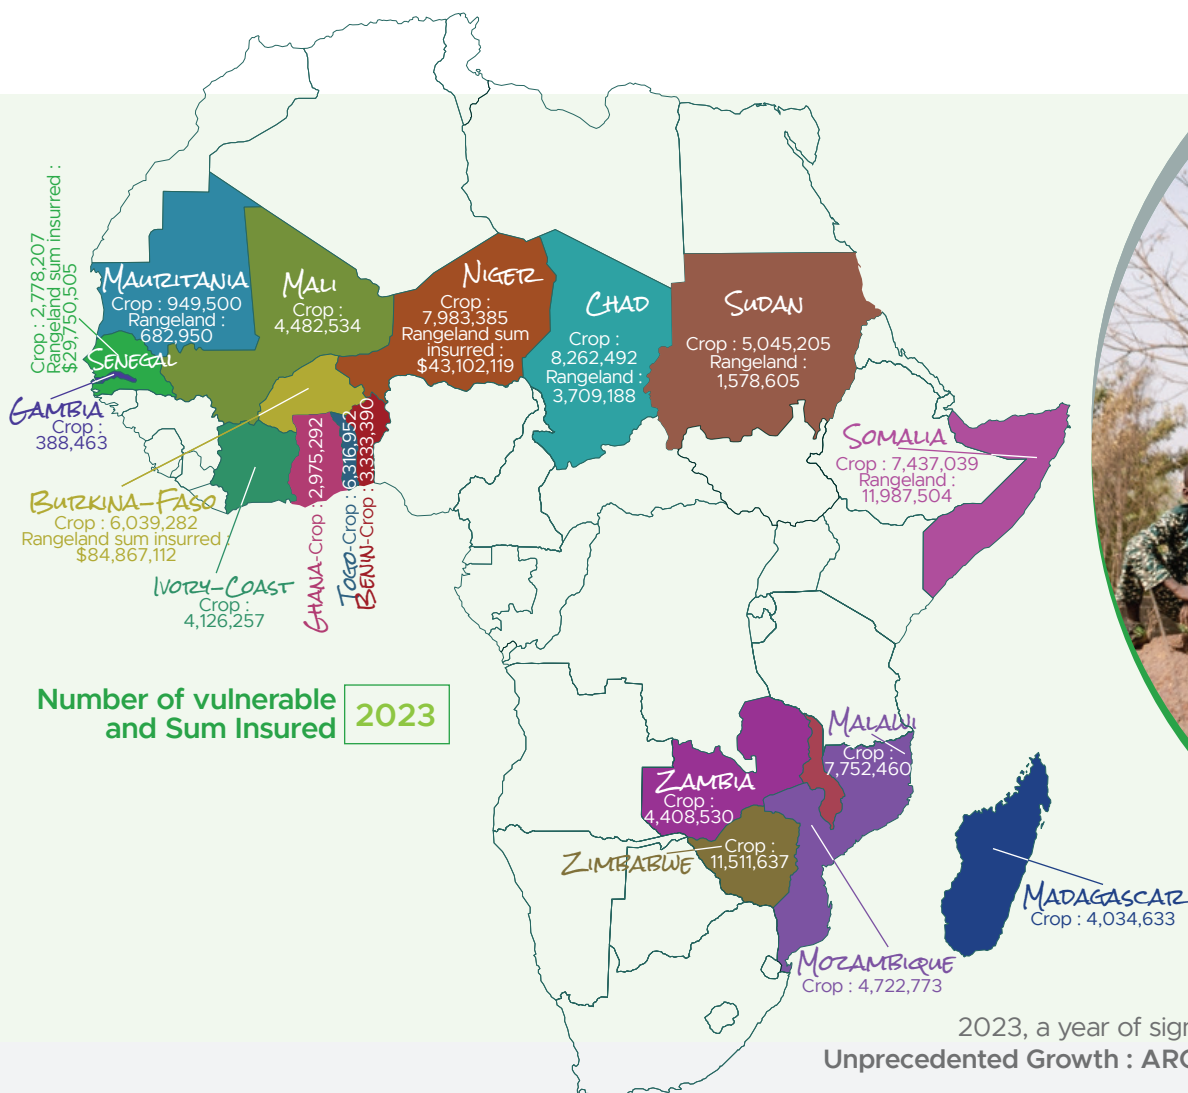 Crop : 2,778,207
Rangeland sum insurred :
$29,750,505
MAURITANIA
Crop : 949,500
Rangeland :
682,950
MALI
Crop :
4,482,534
NIGER
Crop :
7,983,385
Rangeland sum
insurred :
$43,102,119
CHAD
Crop :
8,262,492
Rangeland :
3,709,188
SUDAN
Crop : 5,045,205
Rangeland :
1,578,605
SENEGAL
GAMBIA
Crop :
388,463
SOMALIA
Crop : 7,437,039
Rangeland :
11,987,504
BURKINA-FASO
Crop : 6,039,282
Rangeland sum insurred :
$84,867,112
IVORY-COAST
Crop :
4,126,257
GHANA-Crop : 2,975,292
TOGO-Crop : 6,316,952
BENIN-Crop : 3,333,390
Number of vulnerable
and Sum Insured
2023
MALAWI
Crop :
7,752,460
ZAMBIA
Crop :
4,408,530
ZIMBABWE
Crop :
11,511,637
MADAGASCAR
Crop : 4,034,633
MOZAMBIQUE
Crop : 4,722,773
2023, a year of sign
Unprecedented Growth : ARC